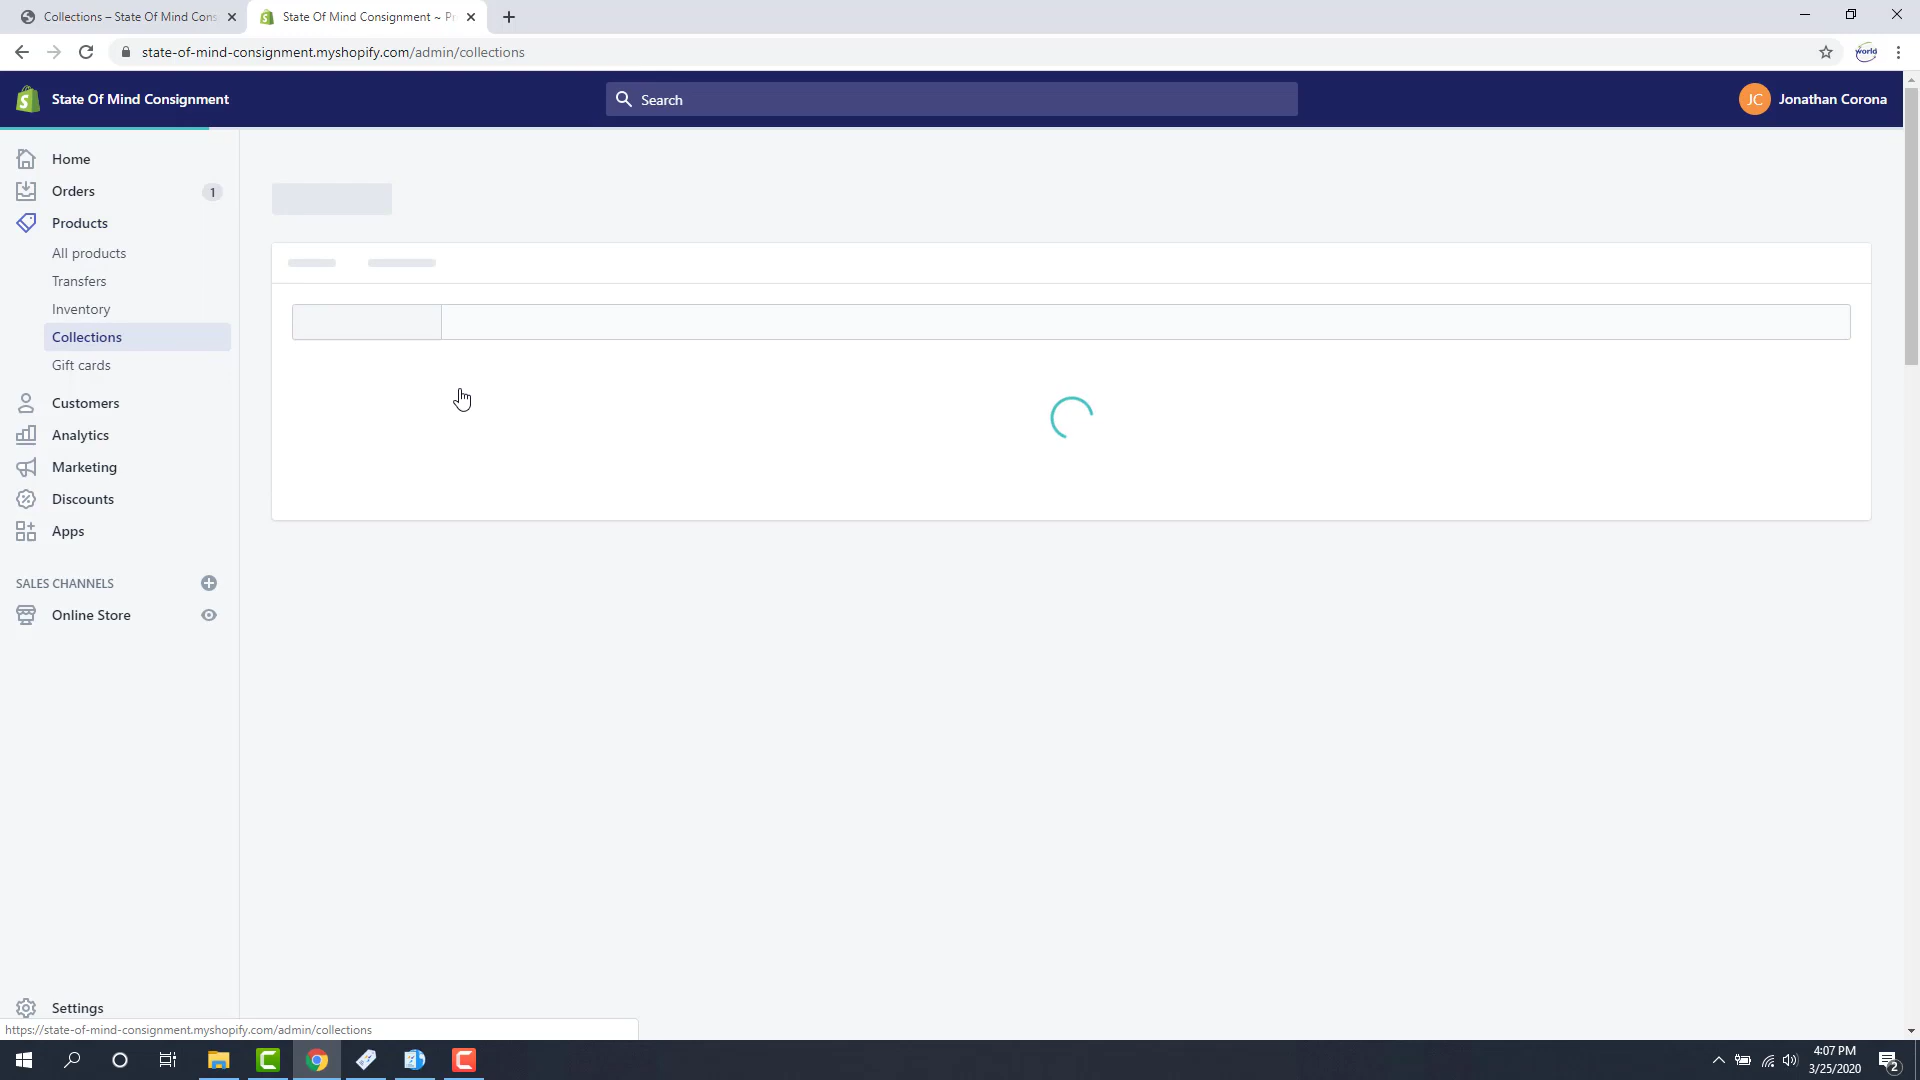 Collections – State Of Mind Cons
State Of Mind Consignment ~ Pr
state-of-mind-consignment.myshopify.com/admin/collections
world
State Of Mind Consignment
Search
JC
Jonathan Corona
Home
Orders
1
Products
All products
Transfers
Inventory
Collections
Gift cards
Customers
Analytics
Marketing
Discounts
Apps
SALES CHANNELS
Online Store
Settings
https://state-of-mind-consignment.myshopify.com/admin/collections
4:07 PM
3/25/2020
2